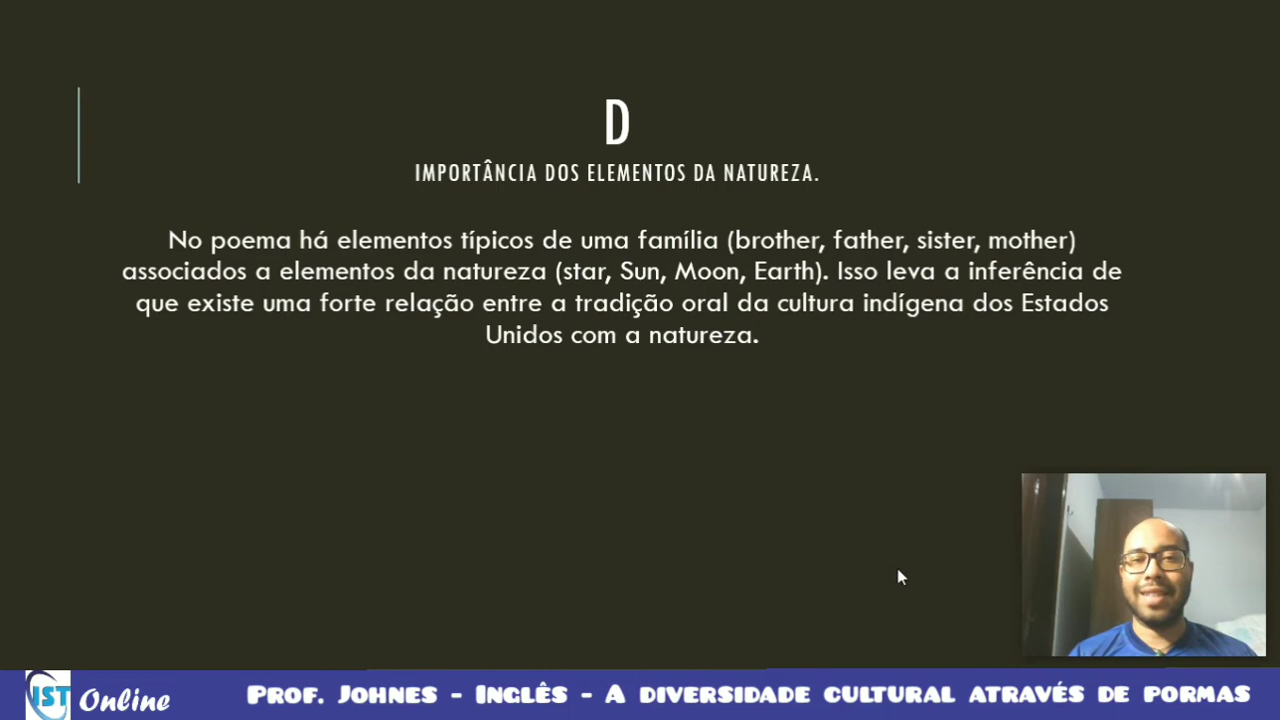 D
IMPORTÂNCIA DOS ELEMENTOS DA NATUREZA.
No poema há elementos típicos de uma família (brother, father, sister, mother)
associados a elementos da natureza (star, Sun, Moon, Earth). Isso leva a inferência de
que existe uma forte relação entre a tradição oral da cultura indígena dos Estados
Unidos com a natureza.
IST Online
PROF. JOHNES - INGLÊS - A DIVERSIDADE CULTURAL ATRAVÉS DE PORMAS